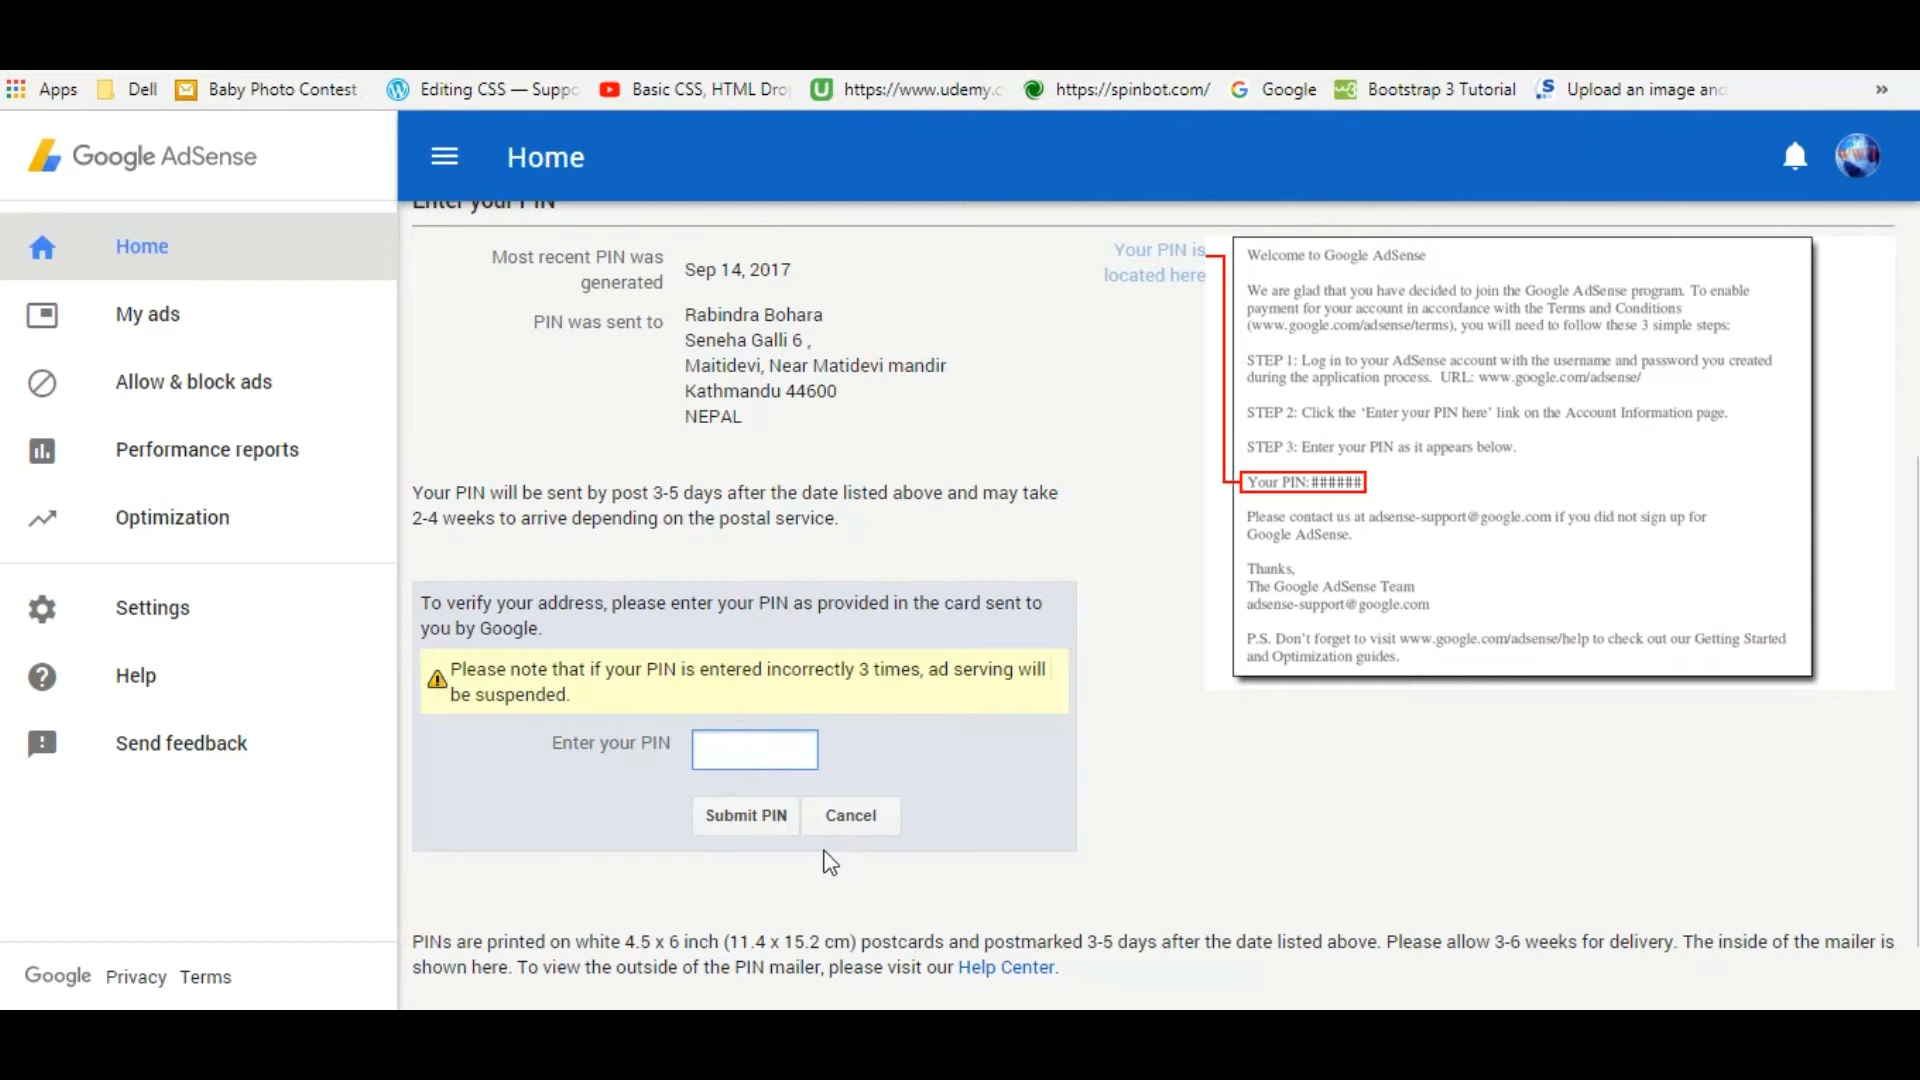 Apps
Dell
Baby Photo Contest
Editing CSS — Suppo
Basic CSS, HTML Dro
https://www.udemy.c
https://spinbot.com/
Google
Bootstrap 3 Tutorial
Upload an image and
»
Google AdSense
Home
Home
My ads
Allow & block ads
Performance reports
Optimization
Settings
Help
Send feedback
Google Privacy Terms
Enter your PIN
Most recent PIN was
generated
Sep 14, 2017
PIN was sent to
Rabindra Bohara
Seneha Galli 6 ,
Maitidevi, Near Matidevi mandir
Kathmandu 44600
NEPAL
Your PIN will be sent by post 3-5 days after the date listed above and may take
2-4 weeks to arrive depending on the postal service.
To verify your address, please enter your PIN as provided in the card sent to
you by Google.
Please note that if your PIN is entered incorrectly 3 times, ad serving will
be suspended.
Enter your PIN
Submit PIN
Cancel
Your PIN is
located here
Welcome to Google AdSense
We are glad that you have decided to join the Google AdSense program. To enable
payment for your account in accordance with the Terms and Conditions
(www.google.com/adsense/terms), you will need to follow these 3 simple steps:
STEP 1: Log in to your AdSense account with the username and password you created
during the application process. URL: www.google.com/adsense/
STEP 2: Click the ‘Enter your PIN here’ link on the Account Information page.
STEP 3: Enter your PIN as it appears below.
Your PIN:######
Please contact us at adsense-support@google.com if you did not sign up for
Google AdSense.
Thanks,
The Google AdSense Team
adsense-support@google.com
P.S. Don’t forget to visit www.google.com/adsense/help to check out our Getting Started
and Optimization guides.
PINs are printed on white 4.5 x 6 inch (11.4 x 15.2 cm) postcards and postmarked 3-5 days after the date listed above. Please allow 3-6 weeks for delivery. The inside of the mailer is
shown here. To view the outside of the PIN mailer, please visit our Help Center.